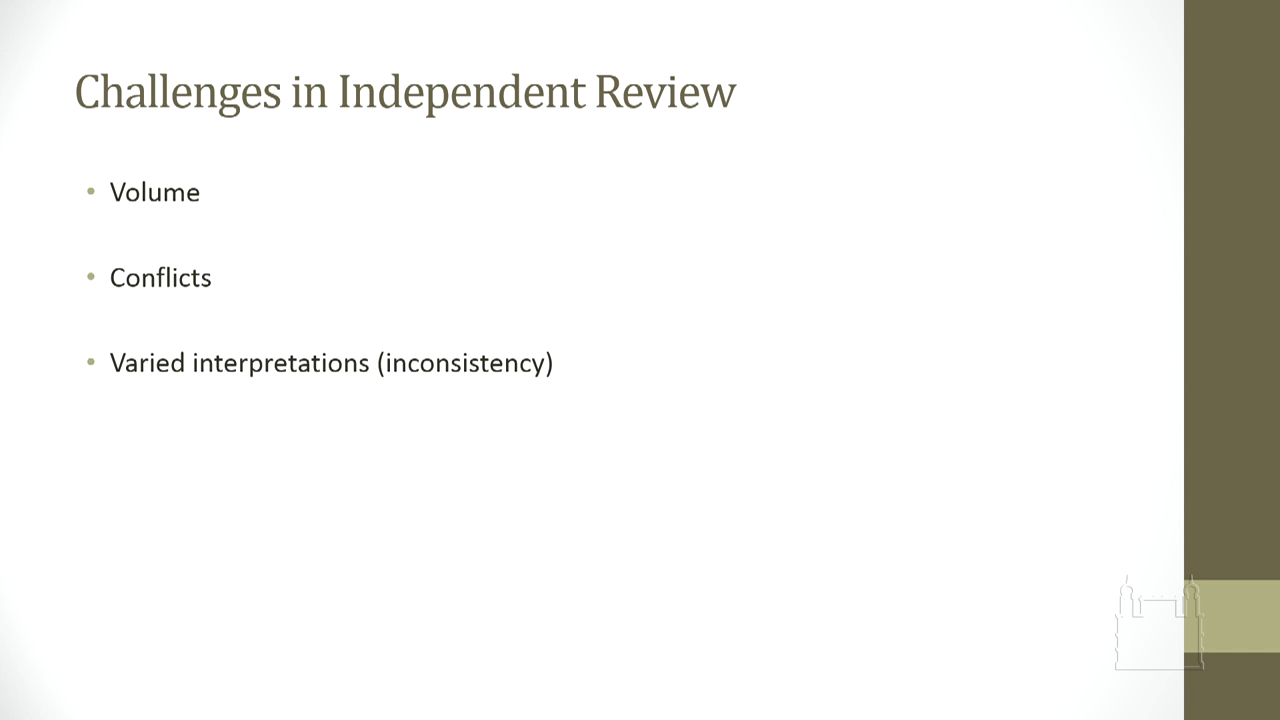 Challenges in Independent Review
• Volume
• Conflicts
• Varied interpretations (inconsistency)